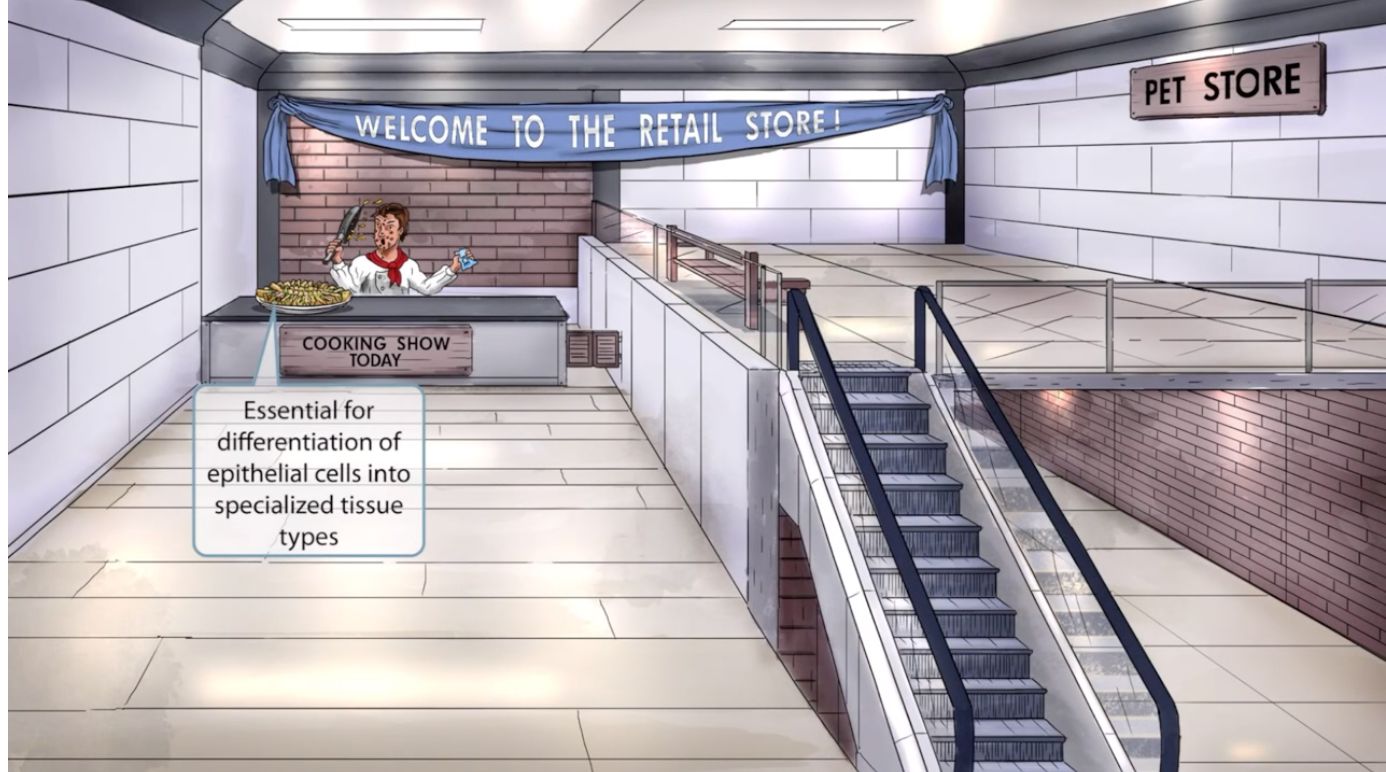 WELCOME TO THE RETAIL STORE!
PET STORE
COOKING SHOW
TODAY
Essential for
differentiation of
epithelial cells into
specialized tissue
types